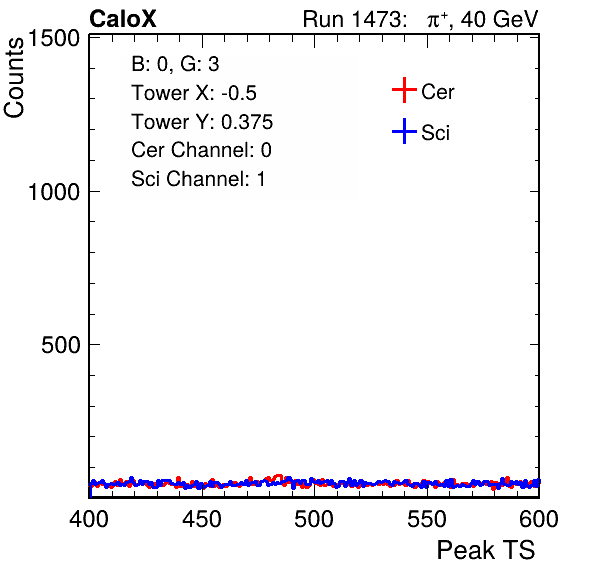 CaloX Run 1473: π⁺, 40 GeV
Counts
1500
1000
500
B: 0, G: 3
Tower X: -0.5
Tower Y: 0.375
Cer Channel: 0
Sci Channel: 1
Cer
Sci
400 450 500 550 600
Peak TS